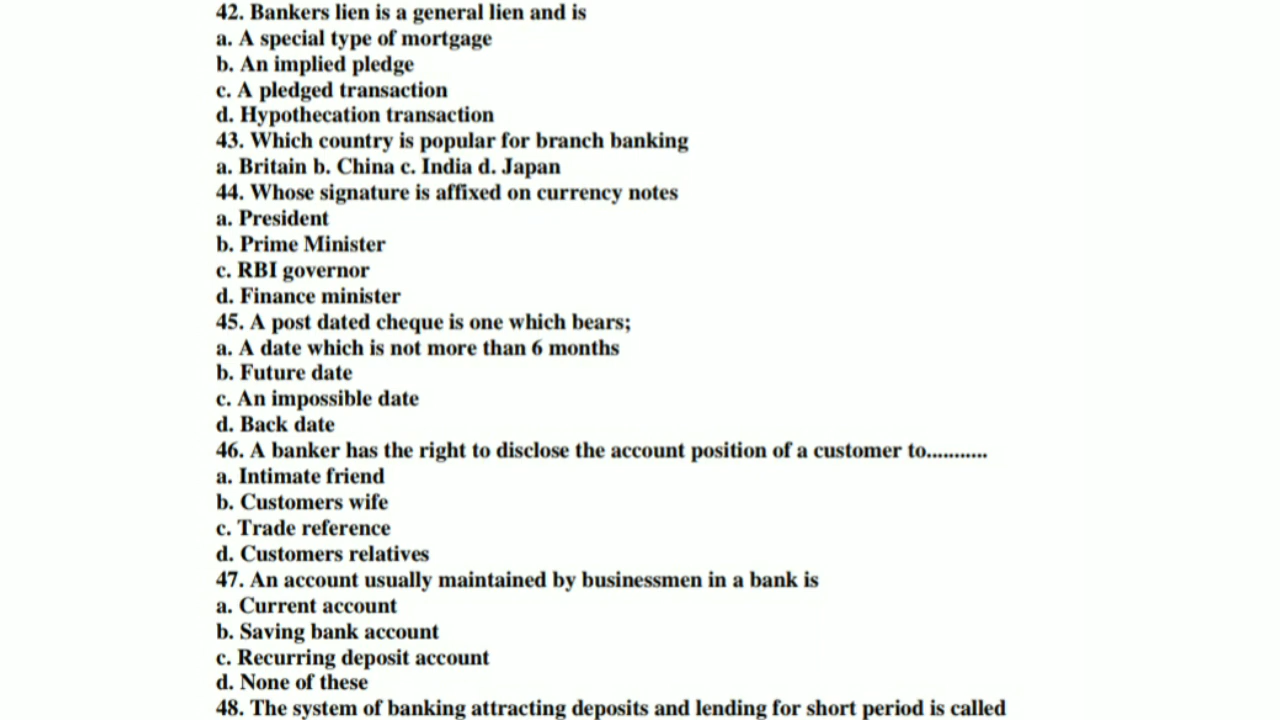 42. Bankers lien is a general lien and is
a. A special type of mortgage
b. An implied pledge
c. A pledged transaction
d. Hypothecation transaction
43. Which country is popular for branch banking
a. Britain b. China c. India d. Japan
44. Whose signature is affixed on currency notes
a. President
b. Prime Minister
c. RBI governor
d. Finance minister
45. A post dated cheque is one which bears;
a. A date which is not more than 6 months
b. Future date
c. An impossible date
d. Back date
46. A banker has the right to disclose the account position of a customer to...........
a. Intimate friend
b. Customers wife
c. Trade reference
d. Customers relatives
47. An account usually maintained by businessmen in a bank is
a. Current account
b. Saving bank account
c. Recurring deposit account
d. None of these
48. The system of banking attracting deposits and lending for short period is called